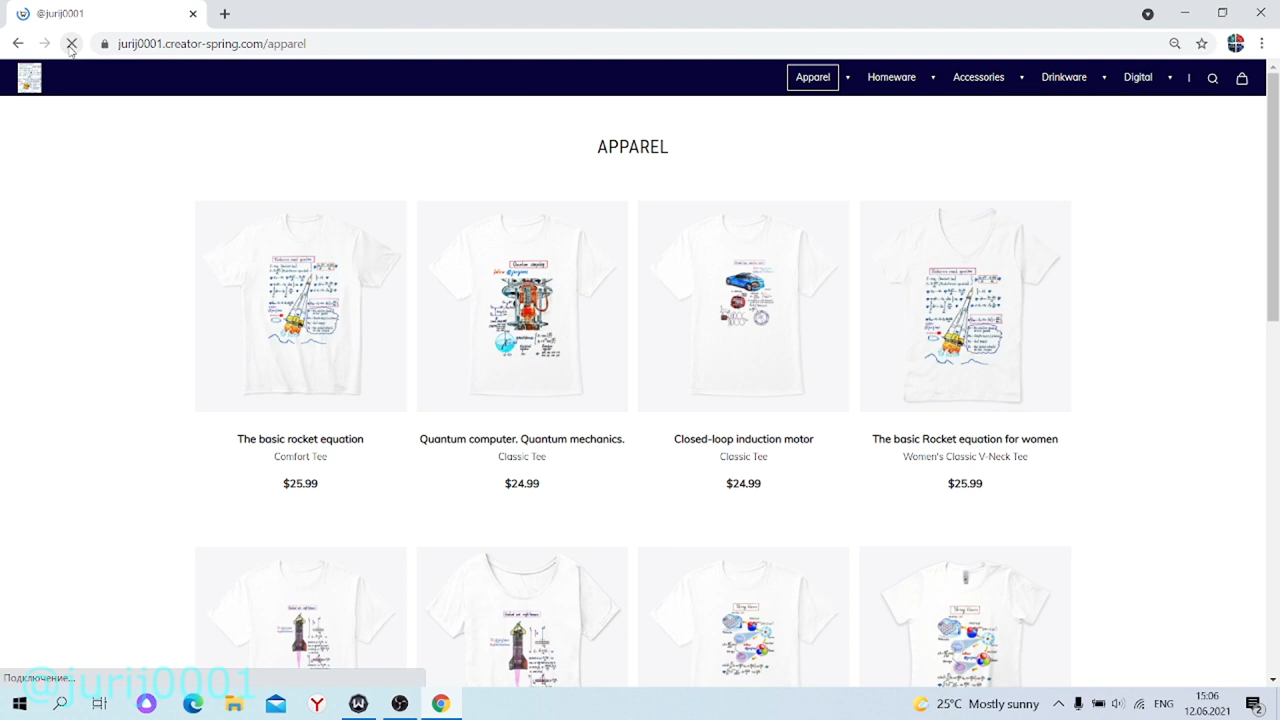 @jurij0001
jurij0001.creator-spring.com/apparel
Apparel Homeware Accessories Drinkware Digital
APPAREL
The basic rocket equation
Comfort Tee
$25.99
Quantum computer. Quantum mechanics.
Classic Tee
$24.99
Closed-loop induction motor
Classic Tee
$24.99
The basic Rocket equation for women
Women's Classic V-Neck Tee
$25.99
Подключение...
@jurij0001
25°C Mostly sunny
ENG
15:06
12.06.2021
2